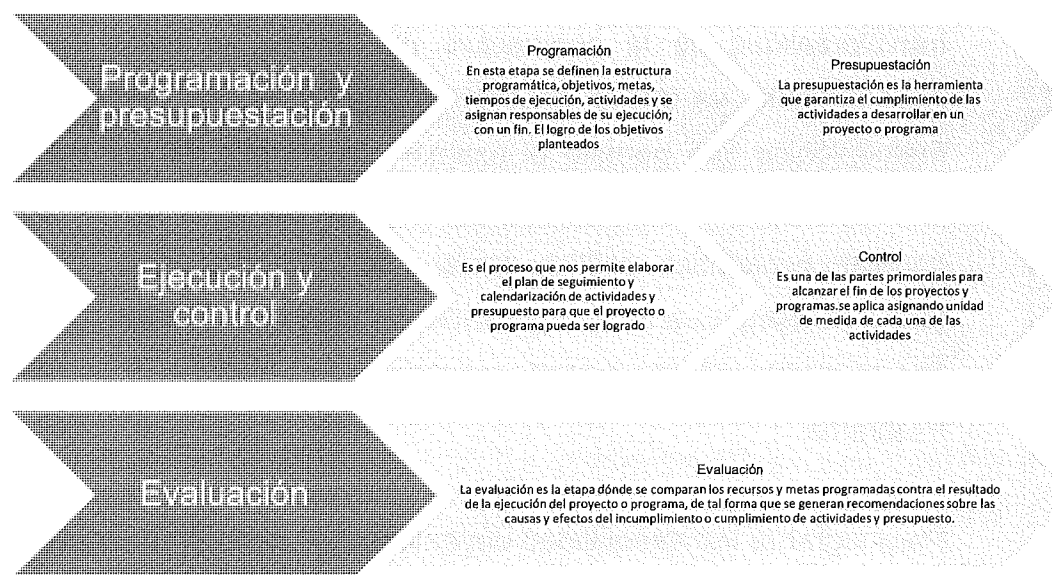 Programación y
presupuestación
Programación
En esta etapa se definen la estructura
programática, objetivos, metas,
tiempos de ejecución, actividades y se
asignan responsables de su ejecución;
con un fin. El logro de los objetivos
planteados
Presupuestación
La presupuestación es la herramienta
que garantiza el cumplimiento de las
actividades a desarrollar en un
proyecto o programa
Ejecución y
control
Es el proceso que nos permite elaborar
el plan de seguimiento y
calendarización de actividades y
presupuesto para que el proyecto o
programa pueda ser logrado
Control
Es una de las partes primordiales para
alcanzar el fin de los proyectos y
programas.se aplica asignando unidad
de medida de cada una de las
actividades
Evaluación
Evaluación
La evaluación es la etapa dónde se comparan los recursos y metas programadas contra el resultado
de la ejecución del proyecto o programa, de tal forma que se generan recomendaciones sobre las
causas y efectos del incumplimiento o cumplimiento de actividades y presupuesto.